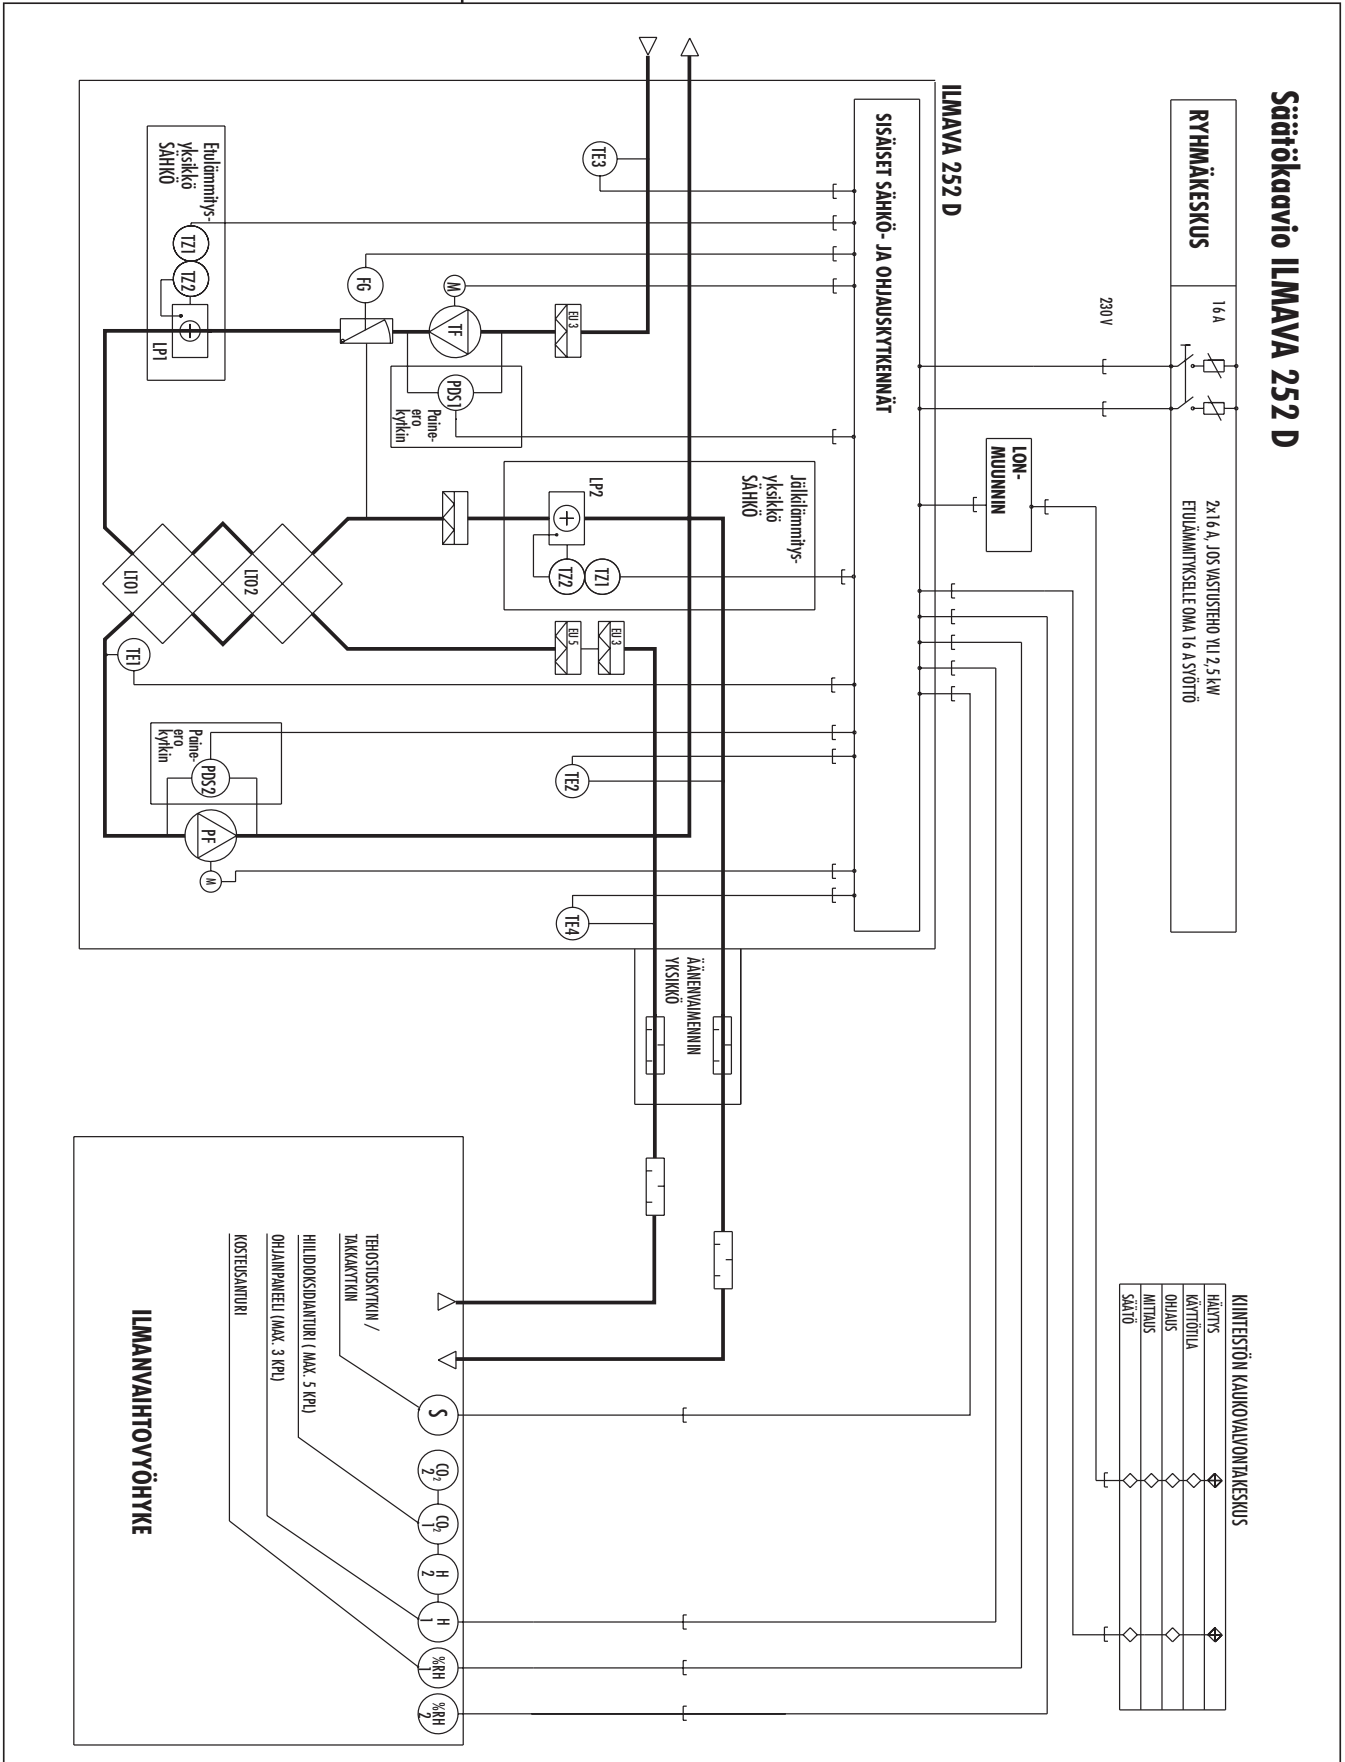 Säätökaavio ILMAVA 252 D
RYHMÄKESKUS
16 A
2x16 A, JOS VASTUSTEHO YLI 2,5 kW
ETULÄMMITYKSELLE OMA 16 A SYÖTTÖ
230 V
KIINTEISTÖN KAUKOVALVONTAKESKUS
HÄLYTYS
KÄYTTÖTILA
OHJAUS
MITTAUS
SÄÄTÖ
LON-
MUUNNIN
ILMAVA 252 D
SISÄISET SÄHKÖ- JA OHJAUSKYTKENNÄT
TE3
Etulämmitys-
yksikkö
SÄHKÖ
TZ1
TZ2
LP1
FG
M
TF
EU 3
PDS1
Paine-
ero
kytkin
Jälkilämmitys-
yksikkö
SÄHKÖ
LP2
TZ2
TZ1
LTO1
LTO2
EU 5
EU 3
TE1
Paine-
ero
kytkin
PDS2
PF
M
TE2
TE4
ÄÄNENVAIMENNIN
YKSIKKÖ
TEHOSTUSKYTKIN /
TAKKAKYTKIN
HIILIDIOKSIDIANTURI ( MAX. 5 KPL)
OHJAINPANEELI (MAX. 3 KPL)
KOSTEUSANTURI
S
CO₂
2
CO₂
1
H
2
H
1
%RH
1
%RH
2
ILMANVAIHTOVYÖHYKE